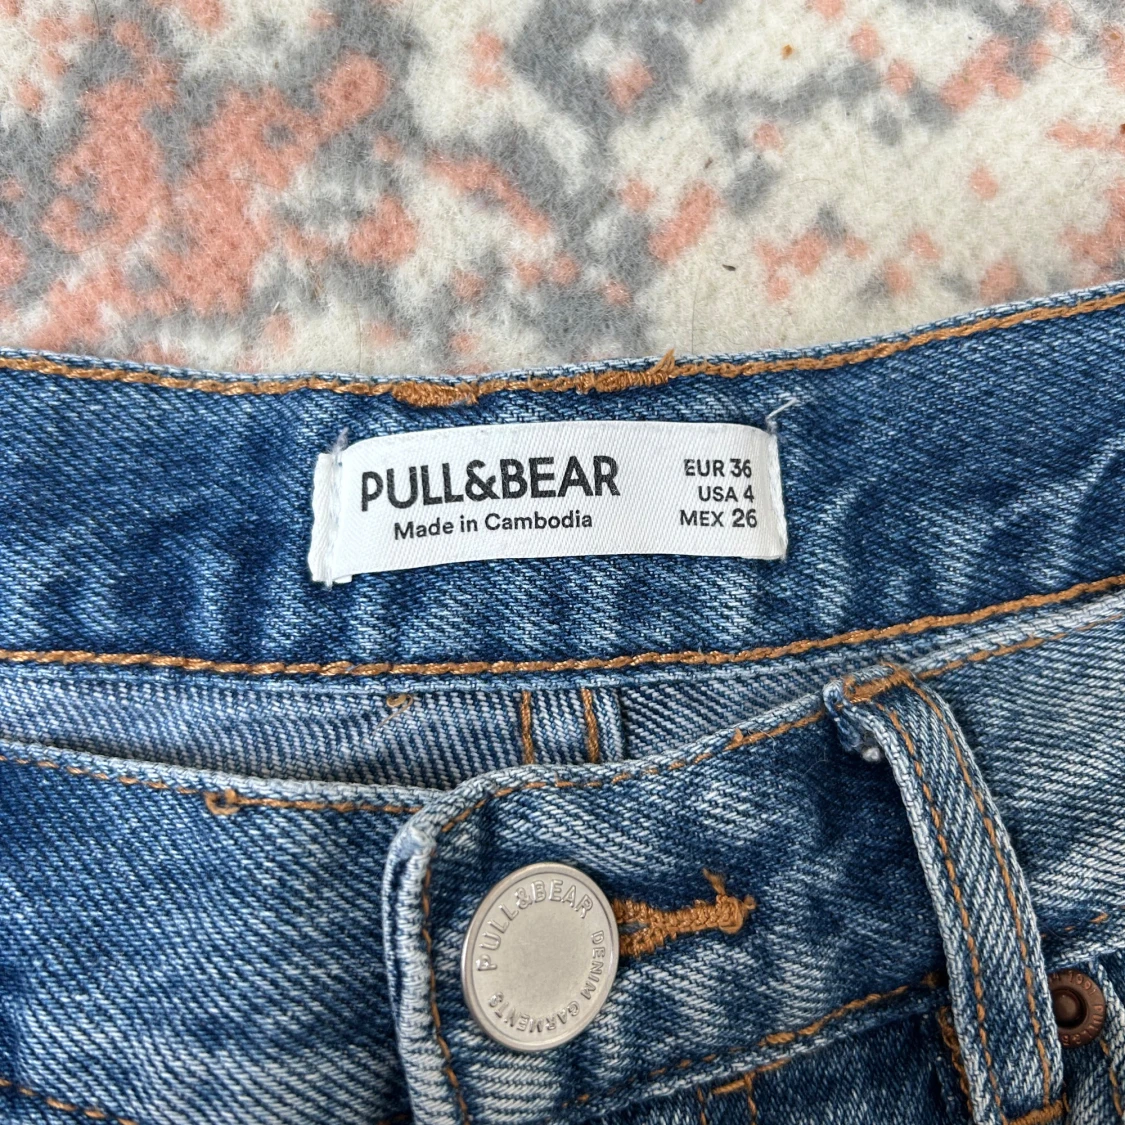 PULL&BEAR
Made in Cambodia
EUR 36
USA 4
MEX 26
PULL&BEAR DENIM GARMENTS